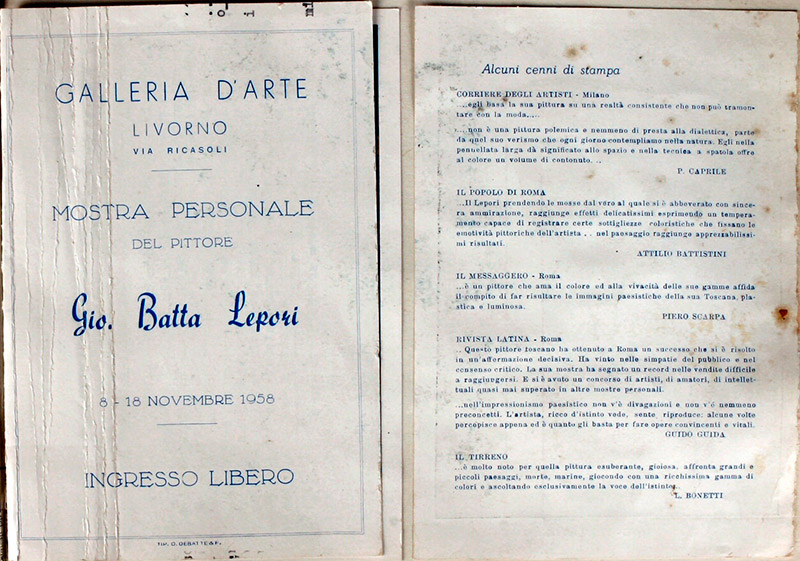 GALLERIA D'ARTE
LIVORNO
VIA RICASOLI
MOSTRA PERSONALE
DEL PITTORE
Gio. Batta Lepori
8 - 18 NOVEMBRE 1958
INGRESSO LIBERO
TIP. O. DEBATTE & F.
Alcuni cenni di stampa
CORRIERE DEGLI ARTISTI - Milano
...egli basa la sua pittura su una realtà consistente che non può tramon-
tare con la moda....
.... non è una pittura polemica e nemmeno di presta alla dialettica, parte
da quel suo verismo che ogni giorno contempliamo nella natura. Egli nella
pennellata larga dà significato allo spazio e nella tecnica a spatola offre
al colore un volume di contenuto. ..
P. CAPRILE
IL POPOLO DI ROMA
...Il Lepori prendendo le mosse dal vero al quale si è abbeverato con since-
ra ammirazione, raggiunge effetti delicatissimi esprimendo un tempera-
mento capace di registrare certe sottigliezze coloristiche che fissano le
emotività pittoriche dell'artista . . nel paesaggio raggiunge apprezzabilissi-
mi risultati.
ATTILIO BATTISTINI
IL MESSAGGERO - Roma
...è un pittore che ama il colore ed alla vivacità delle sue gamme affida
il compito di far risultare le immagini paesistiche della sua Toscana, pla-
stica e luminosa.
PIERO SCARPA
RIVISTA LATINA - Roma
.. Questo pittore toscano ha ottenuto a Roma un successo che si è risolto
in un'affermazione decisiva. Ha vinto nelle simpatie del pubblico e nel
consenso critico. La sua mostra ha segnato un record nelle vendite difficile
a raggiungersi. E si è avuto un concorso di artisti, di amatori, di intellet-
tuali quasi mai superato in altre mostre personali.
...nell'impressionismo paesistico non v'è divagazioni e non v'è nemmeno
preconcetti. L'artista, ricco d'istinto vede, sente, riproduce: alcune volte
percepisce appena ed è quanto gli basta per fare opere convincenti e vitali.
GUIDO GUIDA
IL TIRRENO
...è molto noto per quella pittura esuberante, gioiosa, affronta grandi e
piccoli paesaggi, morte, marine, giocondo con una ricchissima gamma di
colori e ascoltando esclusivamente la voce dell'istinto..
L. BONETTI